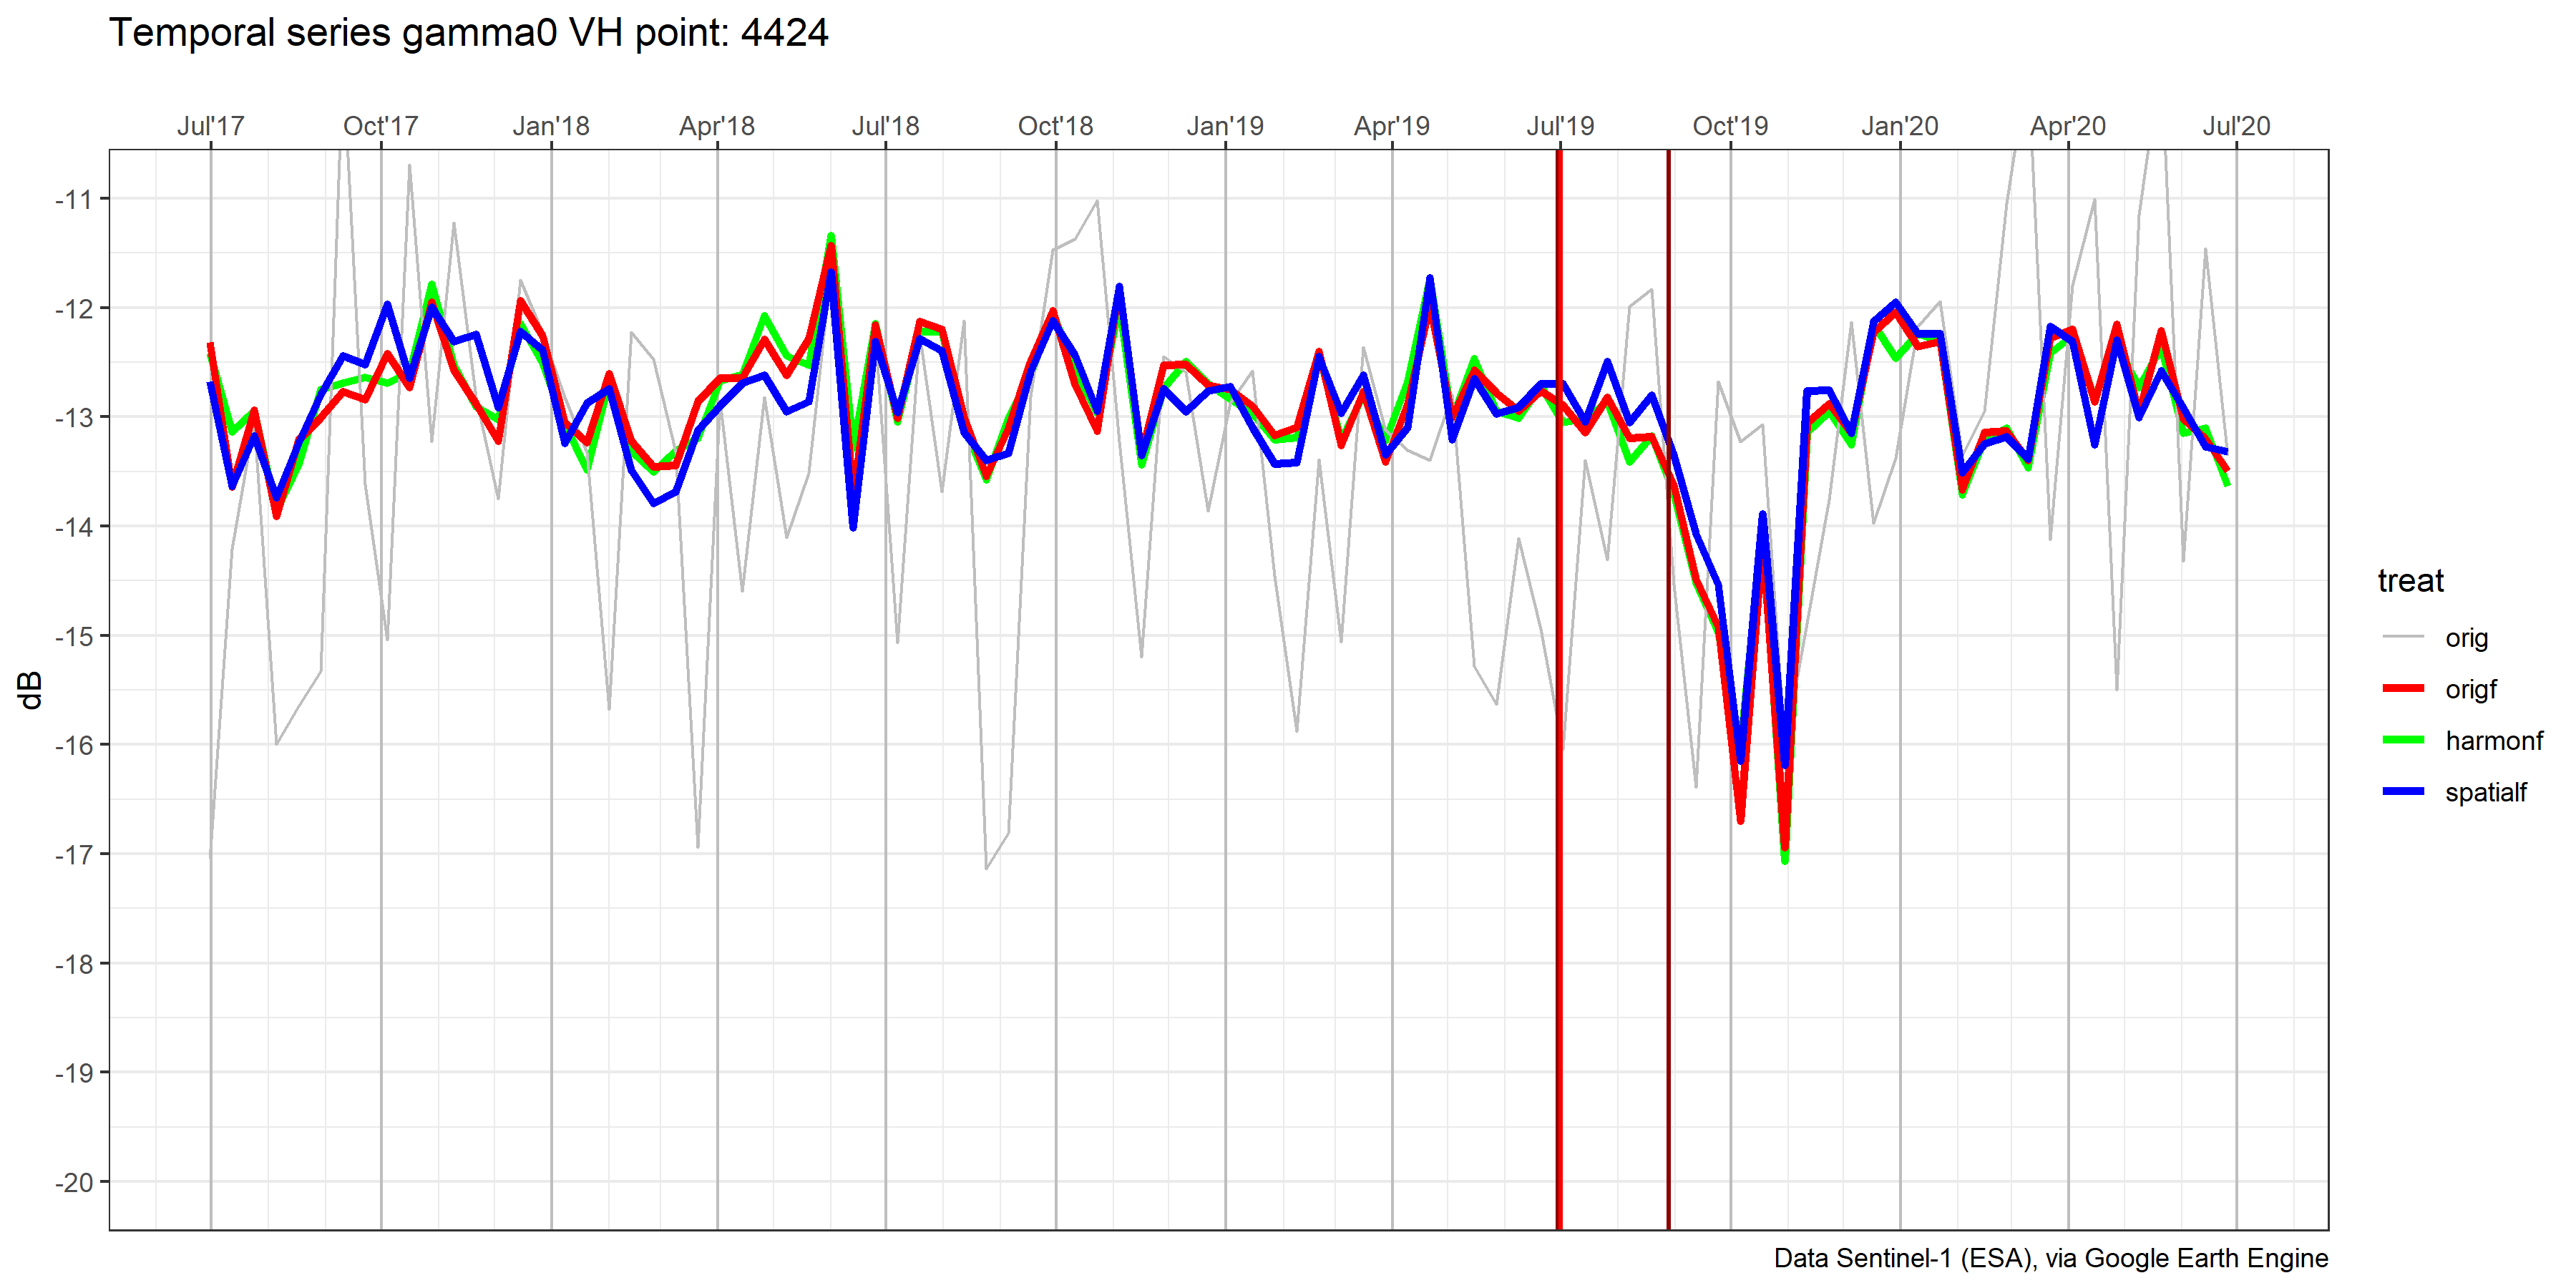 Temporal series gamma0 VH point: 4424
Jul'17 Oct'17 Jan'18 Apr'18 Jul'18 Oct'18 Jan'19 Apr'19 Jul'19 Oct'19 Jan'20 Apr'20 Jul'20
-11
-12
-13
-14
-15
-16
-17
-18
-19
-20
dB
treat
orig
origf
harmonf
spatialf
Data Sentinel-1 (ESA), via Google Earth Engine